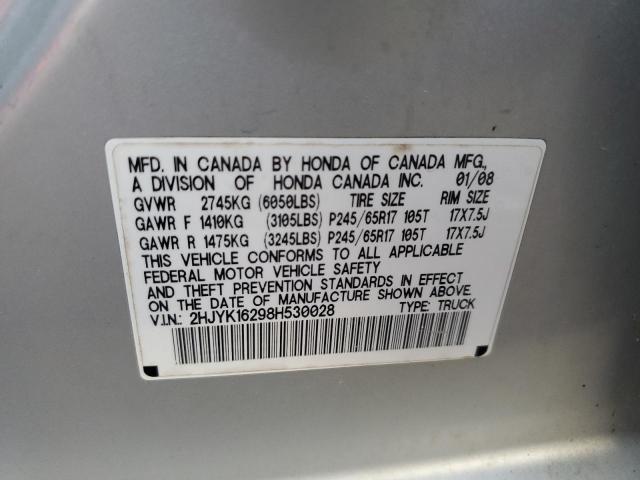 MFD. IN CANADA BY HONDA OF CANADA MFG.,
A DIVISION OF HONDA CANADA INC. 01/08
GVWR 2745KG (6050LBS) TIRE SIZE RIM SIZE
GAWR F 1410KG (3105LBS) P245/65R17 105T 17X7.5J
GAWR R 1475KG (3245LBS) P245/65R17 105T 17X7.5J
THIS VEHICLE CONFORMS TO ALL APPLICABLE
FEDERAL MOTOR VEHICLE SAFETY
AND THEFT PREVENTION STANDARDS IN EFFECT
ON THE DATE OF MANUFACTURE SHOWN ABOVE.
V.I.N.: 2HJYK16298H530028 TYPE: TRUCK